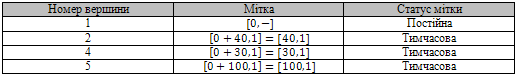 Номер вершини Мітка Статус мітки
1 [0, −] Постійна
2 [0 + 40,1] = [40,1] Тимчасова
4 [0 + 30,1] = [30,1] Тимчасова
5 [0 + 100,1] = [100,1] Тимчасова